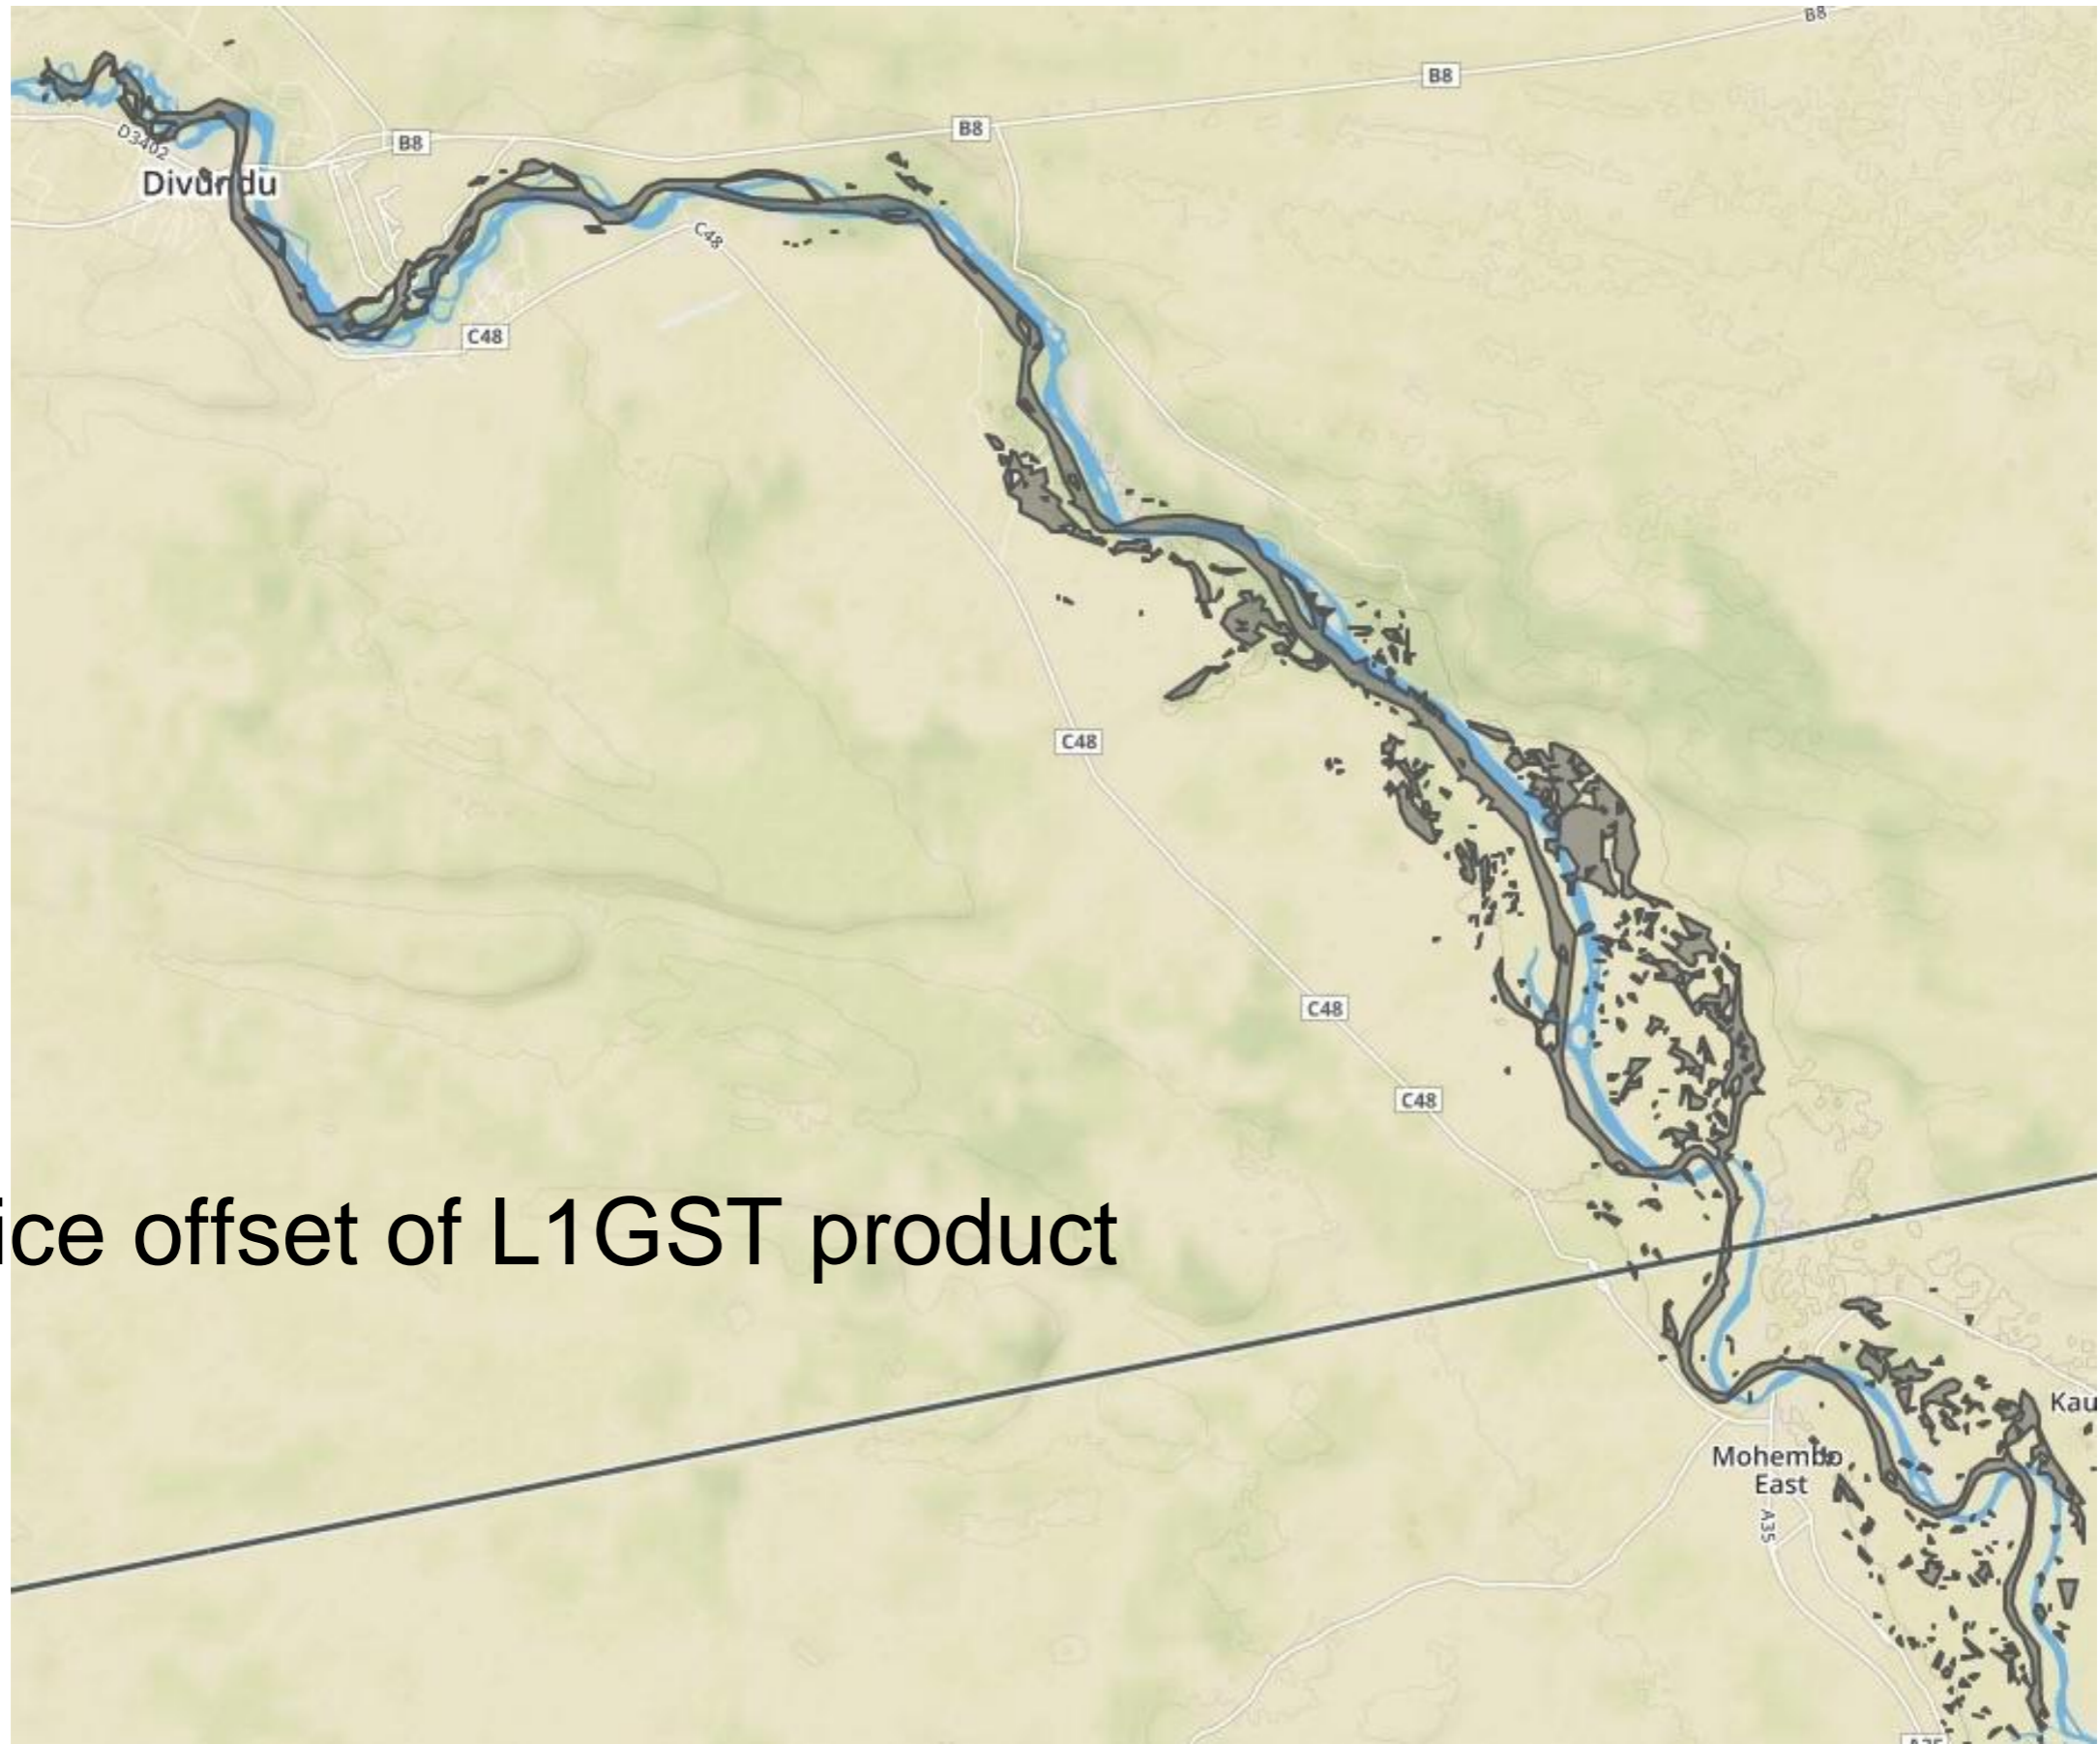 B8
B8
D3402
B8
B8
Divundu
C48
C48
C48
C48
C48
ice offset of L1GST product
Kau
Mohembo
East
A35